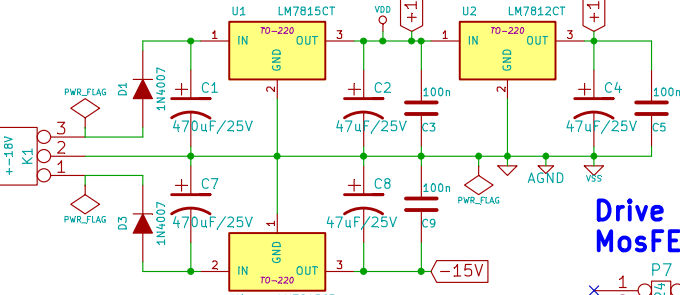 U1 LM7815CT
TO-220
1 IN OUT 3
GND
2
VDD
+1
U2 LM7812CT
TO-220
1 IN OUT 3
GND
2
+1
PWR_FLAG
D1
1N4007
C1
470uF/25V
C2
47uF/25V
100n
C3
C4
47uF/25V
100n
C5
+-18V
K1
3
2
1
PWR_FLAG
D3
1N4007
C7
470uF/25V
C8
47uF/25V
100n
C9
PWR_FLAG
AGND
VSS
1
GND
2 IN OUT 3
TO-220
-15V
Drive
MosFE
P7
1